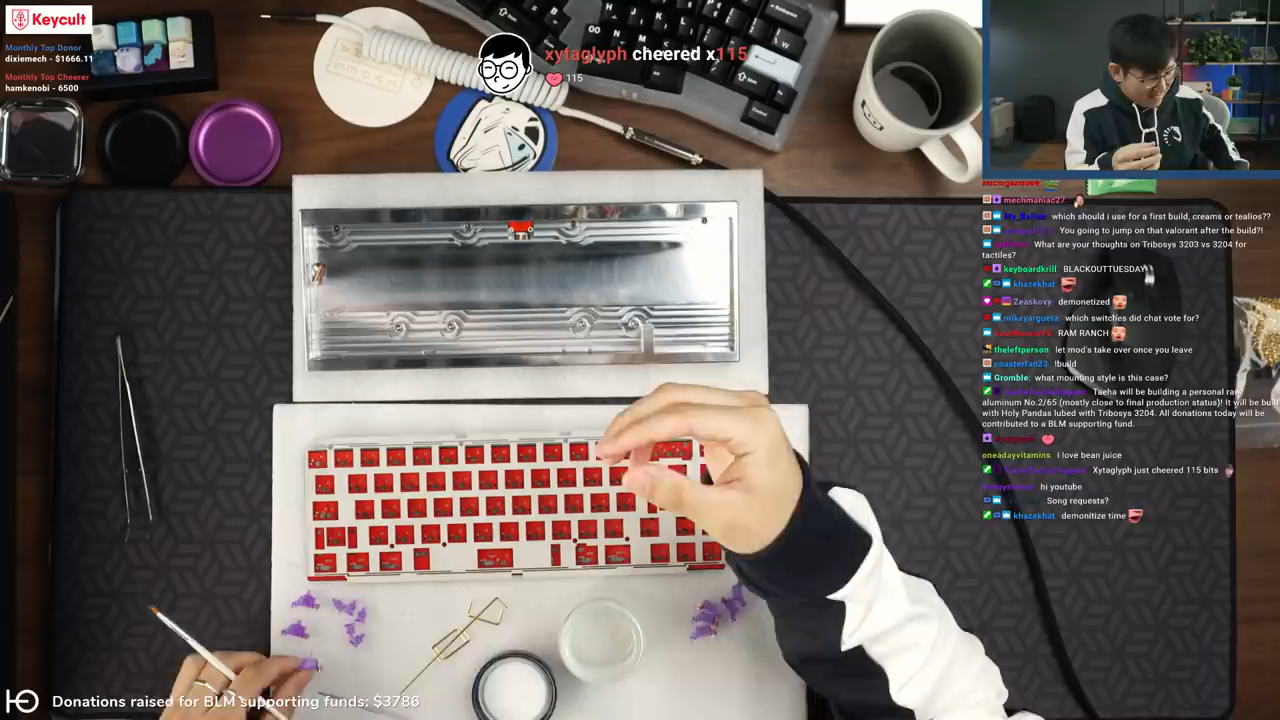 Keycult
Monthly Top Donor
dixiemech - $1666.11
Monthly Top Cheerer
hamkenobi - 6500
xytaglyph cheered x115
115
mechmaniac27:
which should i use for a first build, creams or tealios??
You going to jump on that valorant after the build?!
What are your thoughts on Tribosys 3203 vs 3204 for
tactiles?
keyboardkrill: BLACKOUTTUESDAY
khazekhat:
Zeaskovy: demonetized
mikeyargueta: which switches did chat vote for?
RAM RANCH
theleftperson: let mod's take over once you leave
coasterfan23: !build
Gromble: what mounting style is this case?
Taeha will be building a personal raw
aluminum No.2/65 (mostly close to final production status)! It will be built
with Holy Pandas lubed with Tribosys 3204. All donations today will be
contributed to a BLM supporting fund.
oneadayvitamins: i love bean juice
Xytaglyph just cheered 115 bits
hi youtube
Song requests?
khazekhat: demonitize time
Donations raised for BLM supporting funds: $3786